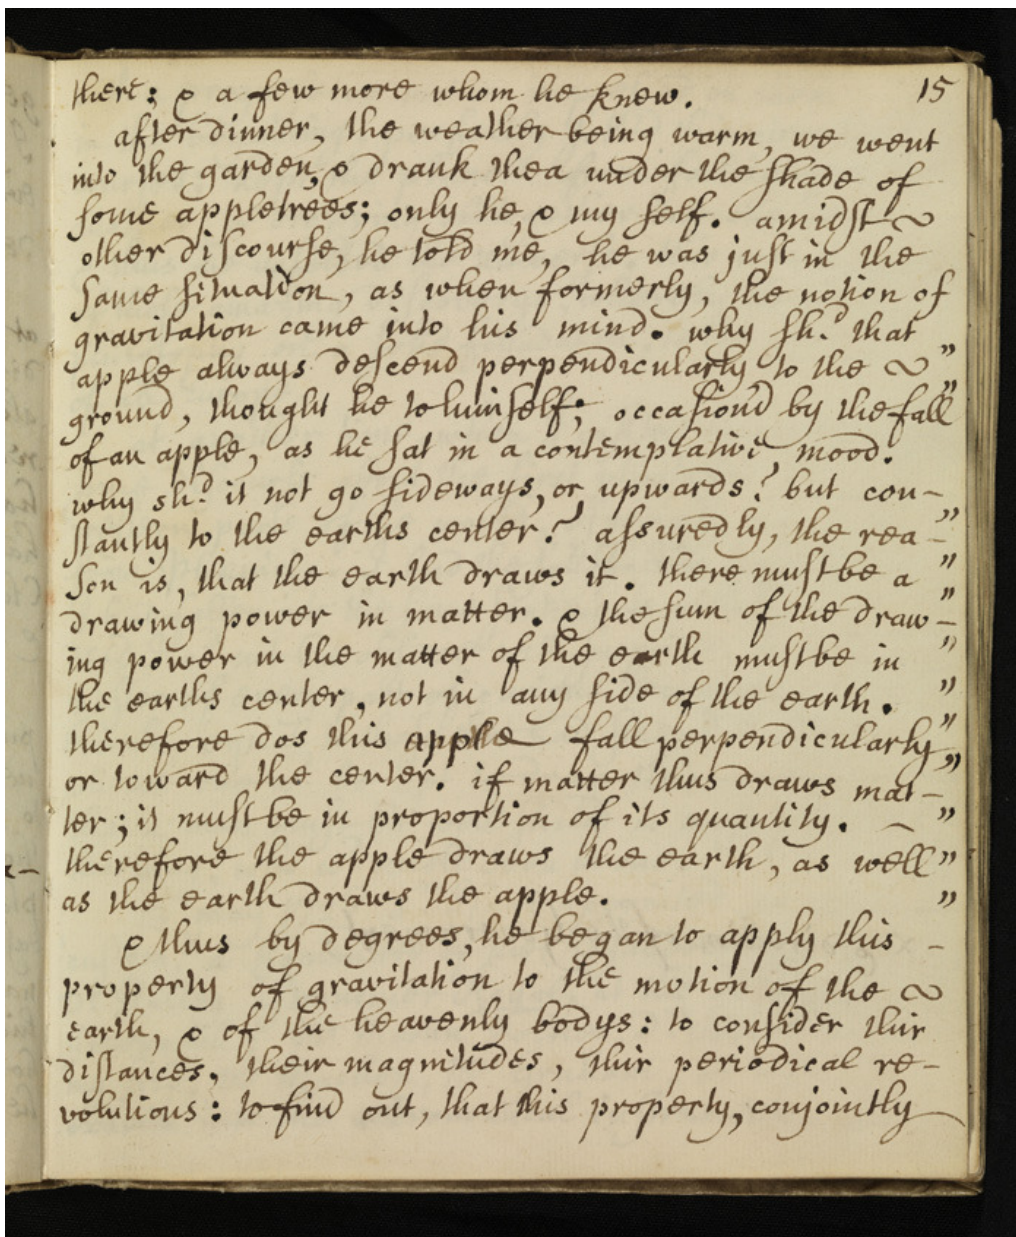 there; & a few more whom he knew. 15
after dinner, the weather being warm, we went
into the garden, & drank thea under the shade of
some appletrees; only he, & my self. amidst
other discourse, he told me, he was just in the
same situation, as when formerly, the notion of
gravitation came into his mind. why sh.d that
apple always descend perpendicularly to the "
ground, thought he to himself; occasion'd by the fall "
of an apple, as he sat in a contemplative mood.
why sh.d it not go sideways, or upwards? but con- "
stantly to the earths center? assuredly, the rea- "
son is, that the earth draws it. there must be a "
drawing power in matter. & the sum of the draw- "
ing power in the matter of the earth must be in "
the earths center, not in any side of the earth. "
therefore dos this apple fall perpendicularly, "
or toward the center. if matter thus draws mat- "
ter; it must be in proportion of its quantity. "
therefore the apple draws the earth, as well "
as the earth draws the apple. "
& thus by degrees, he began to apply this -
property of gravitation to the motion of the
earth, & of the heavenly bodys: to consider thir
distances, their magnitudes, thir periodical re-
volutions: to find out, that this property, conjointly